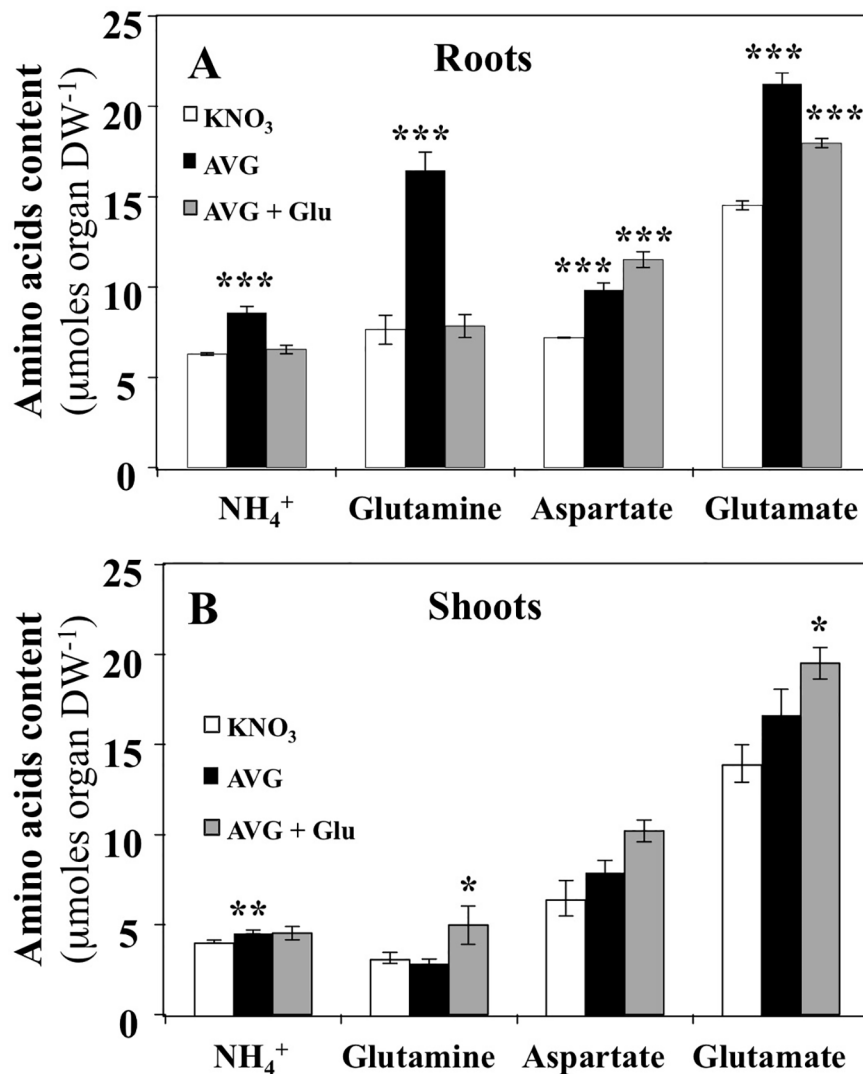 A
Roots
KNO₃
AVG
AVG + Glu
Amino acids content
(μmoles organ DW⁻¹)
25
20
15
10
5
0
***
***
***
***
***
***
NH₄⁺
Glutamine
Aspartate
Glutamate
B
Shoots
KNO₃
AVG
AVG + Glu
Amino acids content
(μmoles organ DW⁻¹)
25
20
15
10
5
0
**
*
*
NH₄⁺
Glutamine
Aspartate
Glutamate